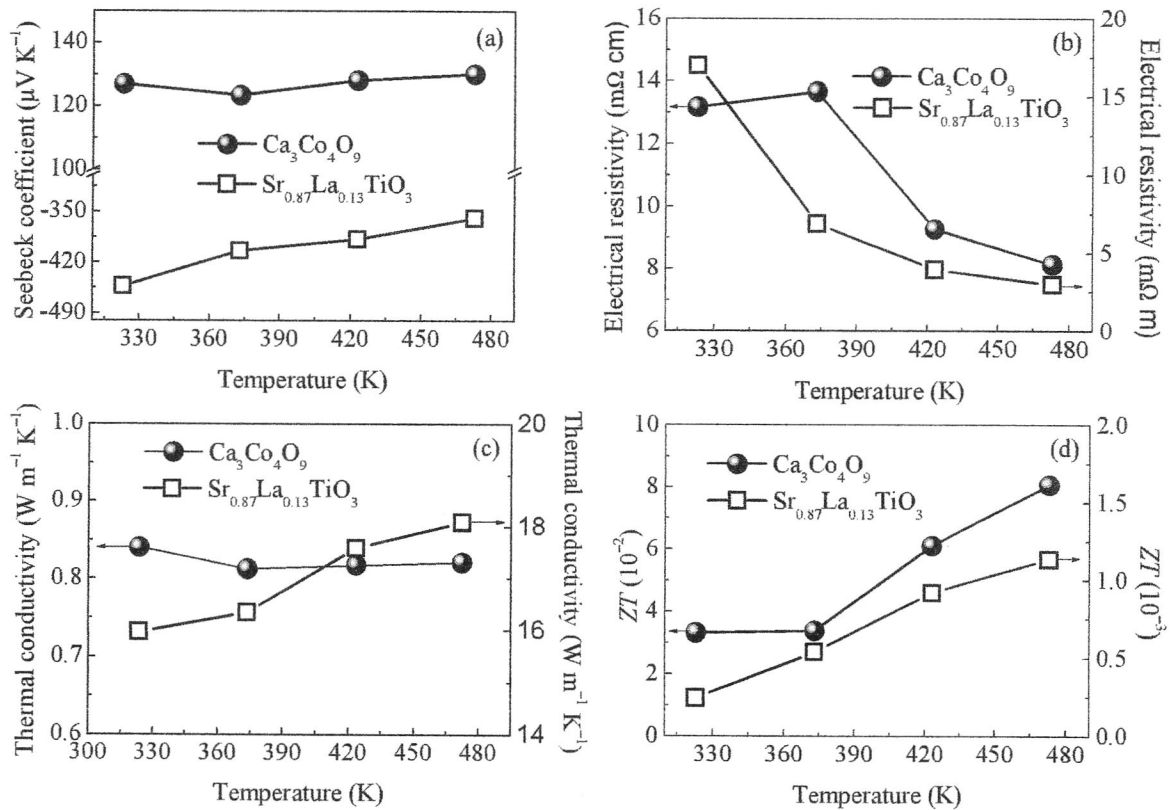 (a)
Seebeck coefficient (µV K⁻¹)
140
120
100
-350
-420
-490
Ca₃Co₄O₉
Sr₀.₈₇La₀.₁₃TiO₃
330 360 390 420 450 480
Temperature (K)
(b)
Electrical resistivity (mΩ cm)
16
14
12
10
8
6
Ca₃Co₄O₉
Sr₀.₈₇La₀.₁₃TiO₃
20
15
10
5
0
Electrical resistivity (mΩ m)
330 360 390 420 450 480
Temperature (K)
(c)
Thermal conductivity (W m⁻¹ K⁻¹)
1.0
0.9
0.8
0.7
0.6
Ca₃Co₄O₉
Sr₀.₈₇La₀.₁₃TiO₃
20
18
16
14
Thermal conductivity (W m⁻¹ K⁻¹)
300 330 360 390 420 450 480
Temperature (K)
(d)
ZT (10⁻²)
10
8
6
4
2
0
Ca₃Co₄O₉
Sr₀.₈₇La₀.₁₃TiO₃
2.0
1.5
1.0
0.5
0.0
ZT (10⁻³)
330 360 390 420 450 480
Temperature (K)